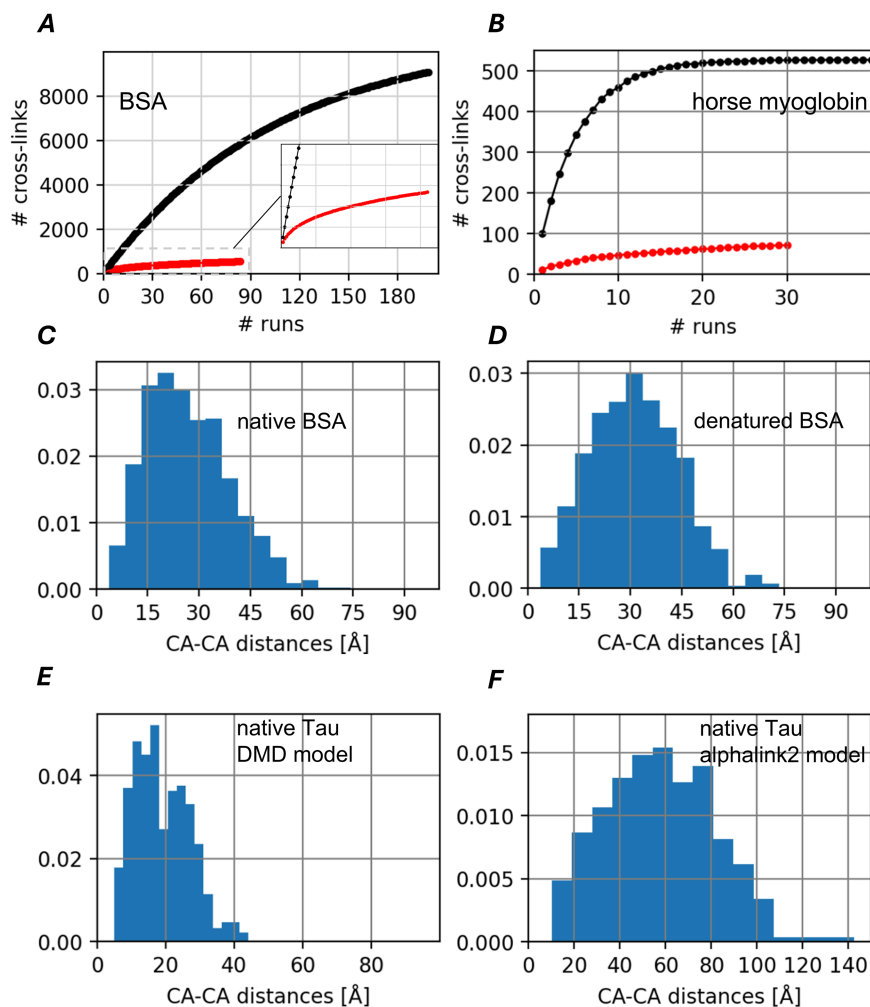 A
# cross-links
8000
6000
4000
2000
0
BSA
0 30 60 90 120 150 180
# runs
B
# cross-links
500
400
300
200
100
0
horse myoglobin
0 10 20 30
# runs
C
0.03
0.02
0.01
0.00
native BSA
0 15 30 45 60 75 90
CA-CA distances [Å]
D
0.03
0.02
0.01
0.00
denatured BSA
0 15 30 45 60 75 90
CA-CA distances [Å]
E
0.04
0.02
0.00
native Tau
DMD model
0 20 40 60 80
CA-CA distances [Å]
F
0.015
0.010
0.005
0.000
native Tau
alphalink2 model
0 20 40 60 80 100 120 140
CA-CA distances [Å]